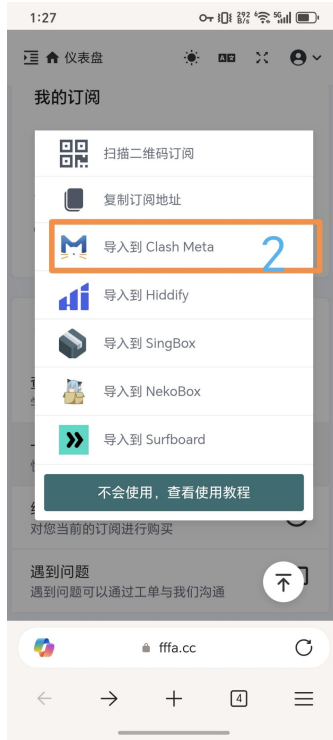 1:27
292 B/S
5G
仪表盘
我的订阅
扫描二维码订阅
复制订阅地址
导入到 Clash Meta
2
导入到 Hiddify
导入到 SingBox
导入到 NekoBox
导入到 Surfboard
不会使用，查看使用教程
对您当前的订阅进行购买
遇到问题
遇到问题可以通过工单与我们沟通
fffa.cc
4